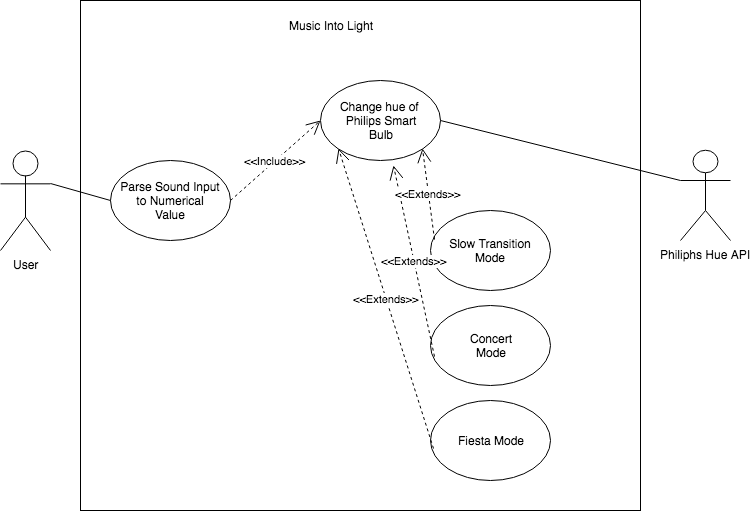 Music Into Light
Change hue of
Philips Smart
Bulb
<<Include>>
Parse Sound Input
to Numerical
Value
<<Extends>>
Slow Transition
Mode
User
Philiphs Hue API
<<Extends>>
<<Extends>>
Concert
Mode
Fiesta Mode